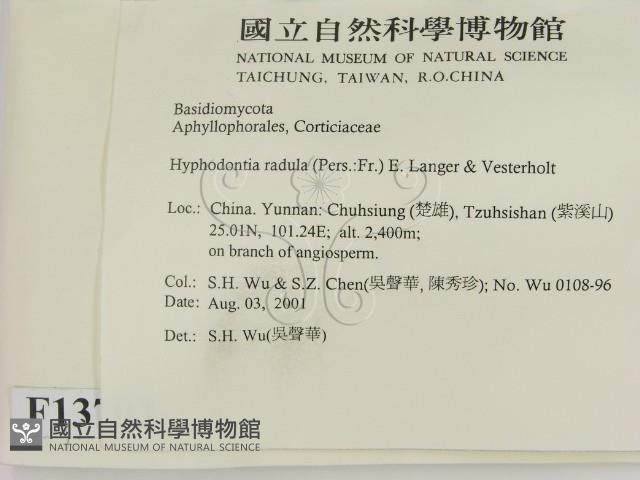 國立自然科學博物館
NATIONAL MUSEUM OF NATURAL SCIENCE
TAICHUNG, TAIWAN, R.O.CHINA
Basidiomycota
Aphyllophorales, Corticiaceae
Hyphodontia radula (Pers.:Fr.) E. Langer & Vesterholt
Loc.: China. Yunnan: Chuhsiung (楚雄), Tzuhsishan (紫溪山)
25.01N, 101.24E; alt. 2,400m;
on branch of angiosperm.
Col.: S.H. Wu & S.Z. Chen(吳聲華, 陳秀珍); No. Wu 0108-96
Date: Aug. 03, 2001
Det.: S.H. Wu(吳聲華)
國立自然科學博物館
NATIONAL MUSEUM OF NATURAL SCIENCE